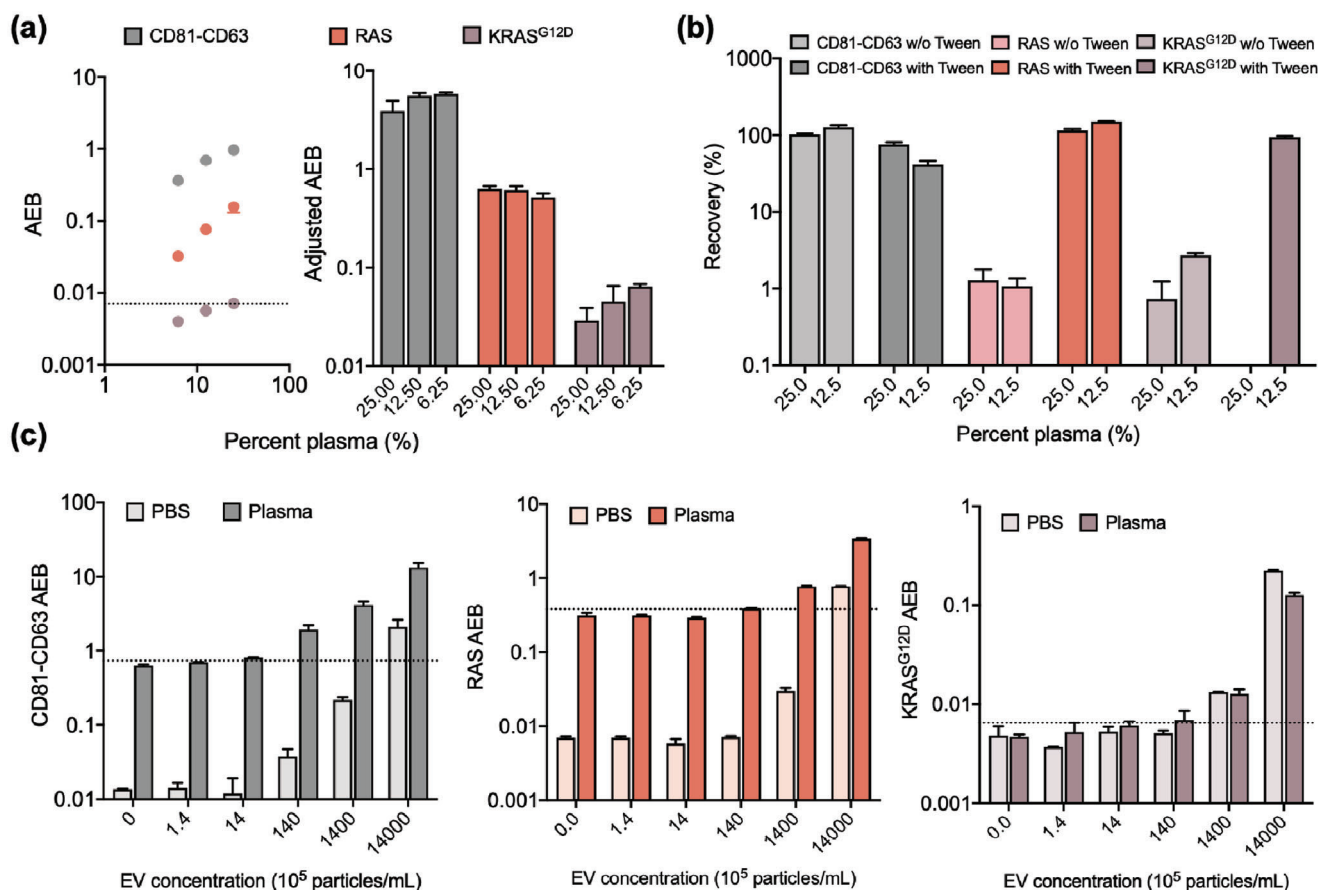 (a)
CD81-CD63
RAS
KRASG12D
AEB
10
1
0.1
0.01
0.001
1
10
100
Adjusted AEB
10
1
0.1
0.01
25.00
12.50
6.25
25.00
12.50
6.25
25.00
12.50
6.25
Percent plasma (%)
(b)
CD81-CD63 w/o Tween
RAS w/o Tween
KRASG12D w/o Tween
CD81-CD63 with Tween
RAS with Tween
KRASG12D with Tween
Recovery (%)
1000
100
10
1
0.1
25.0
12.5
25.0
12.5
25.0
12.5
25.0
12.5
25.0
12.5
25.0
12.5
Percent plasma (%)
(c)
PBS
Plasma
CD81-CD63 AEB
100
10
1
0.1
0.01
0
1.4
14
140
1400
14000
EV concentration (10⁵ particles/mL)
PBS
Plasma
RAS AEB
10
1
0.1
0.01
0.001
0.0
1.4
14
140
1400
14000
EV concentration (10⁵ particles/mL)
PBS
Plasma
KRASG12D AEB
1
0.1
0.01
0.001
0.0
1.4
14
140
1400
14000
EV concentration (10⁵ particles/mL)